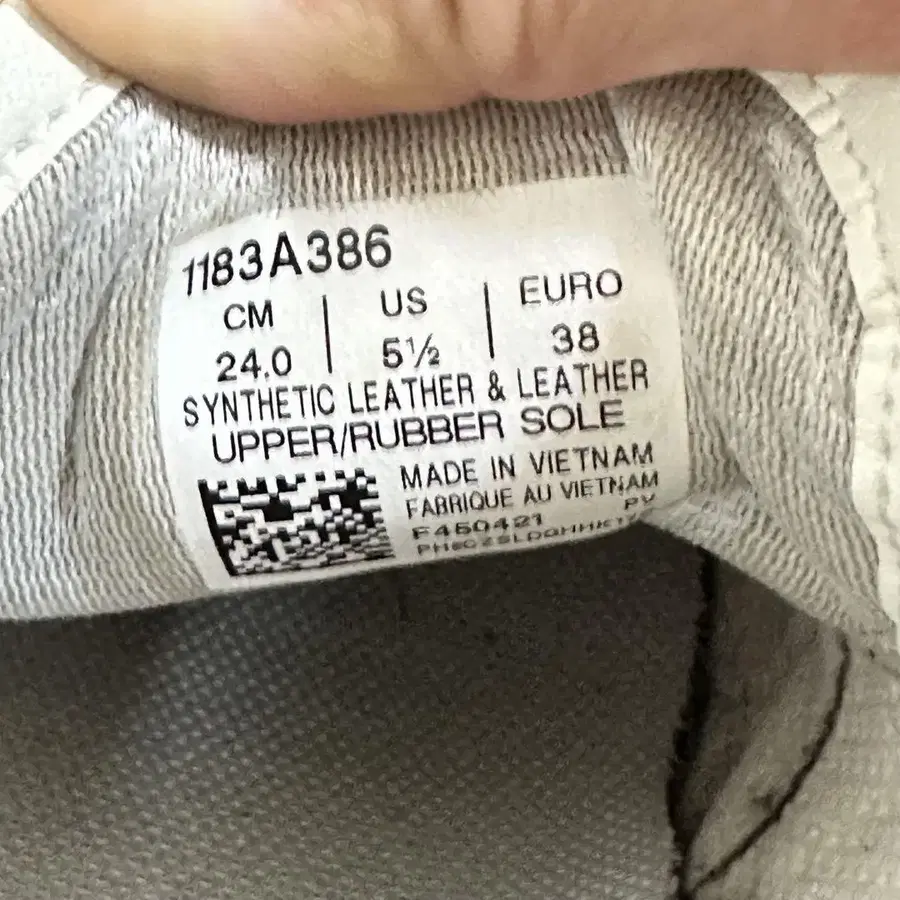 1183A386
CM | US | EURO
24.0 | 5½ | 38
SYNTHETIC LEATHER & LEATHER
UPPER/RUBBER SOLE
MADE IN VIETNAM
FABRIQUE AU VIETNAM
F450421 PV